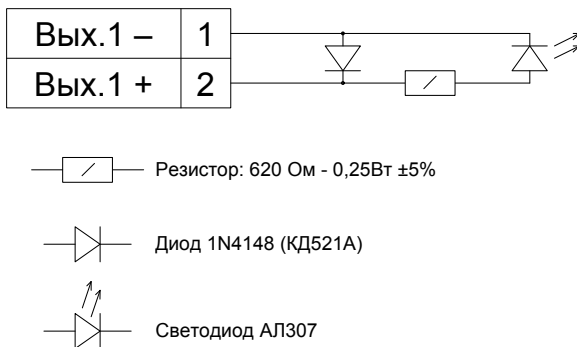 Вых.1 – 1
Вых.1 + 2
Резистор: 620 Ом - 0,25Вт ±5%
Диод 1N4148 (КД521А)
Светодиод АЛ307